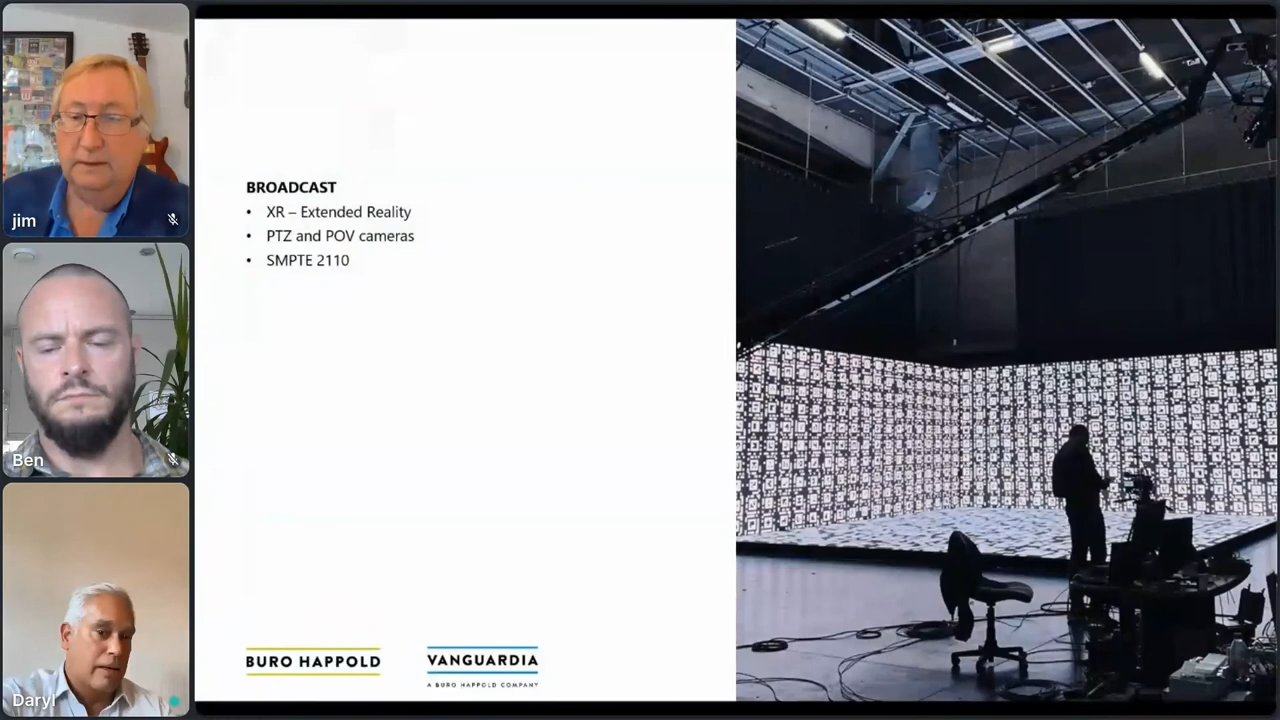 BROADCAST
• XR – Extended Reality
• PTZ and POV cameras
• SMPTE 2110
jim
Ben
Daryl
BURO HAPPOLD
VANGUARDIA
A BURO HAPPOLD COMPANY